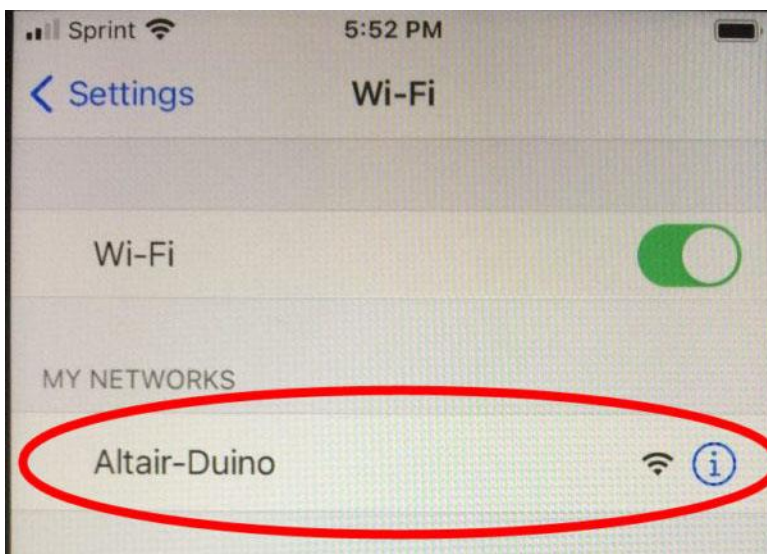 Sprint 5:52 PM
Settings Wi-Fi
Wi-Fi
MY NETWORKS
Altair-Duino
i